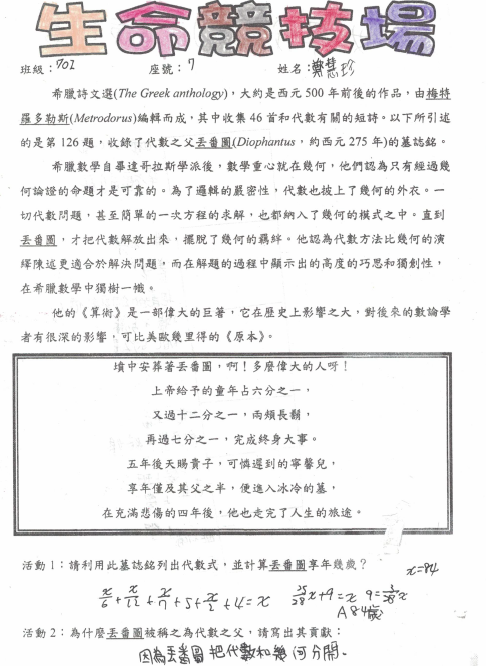 生命競技場
班級：701 座號：7 姓名：鄭慧珍
希臘詩文選(The Greek anthology)，大約是西元 500 年前後的作品，由梅特
羅多勒斯(Metrodorus)編輯而成，其中收集 46 首和代數有關的短詩。以下所引述
的是第 126 題，收錄了代數之父丟番圖(Diophantus，約西元 275 年)的墓誌銘。
希臘數學自畢達哥拉斯學派後，數學重心就在幾何，他們認為只有經過幾
何論證的命題才是可靠的。為了邏輯的嚴密性，代數也披上了幾何的外衣。一
切代數問題，甚至簡單的一次方程的求解，也都納入了幾何的模式之中。直到
丟番圖，才把代數解放出來，擺脫了幾何的羈絆。他認為代數方法比幾何的演
繹陳述更適合於解決問題，而在解題的過程中顯示出的高度的巧思和獨創性，
在希臘數學中獨樹一幟。
他的《算術》是一部偉大的巨著，它在歷史上影響之大，對後來的數論學
者有很深的影響，可比美歐幾里得的《原本》。
墳中安葬著丟番圖，啊！多麼偉大的人呀！
上帝給予的童年占六分之一，
又過十二分之一，兩頰長鬍，
再過七分之一，完成終身大事。
五年後天賜貴子，可憐遲到的寧馨兒，
享年僅及其父之半，便進入冰冷的墓，
在充滿悲傷的四年後，他也走完了人生的旅途。
活動 1：請利用此墓誌銘列出代數式，並計算丟番圖享年幾歲？ x=84
x/6+x/12+x/7+5+x/2+4=x 25/28x+9=x 9=3/28x
A 84歲
活動 2：為什麼丟番圖被稱之為代數之父，請寫出其貢獻：
因為丟番圖把代數和幾何分開。